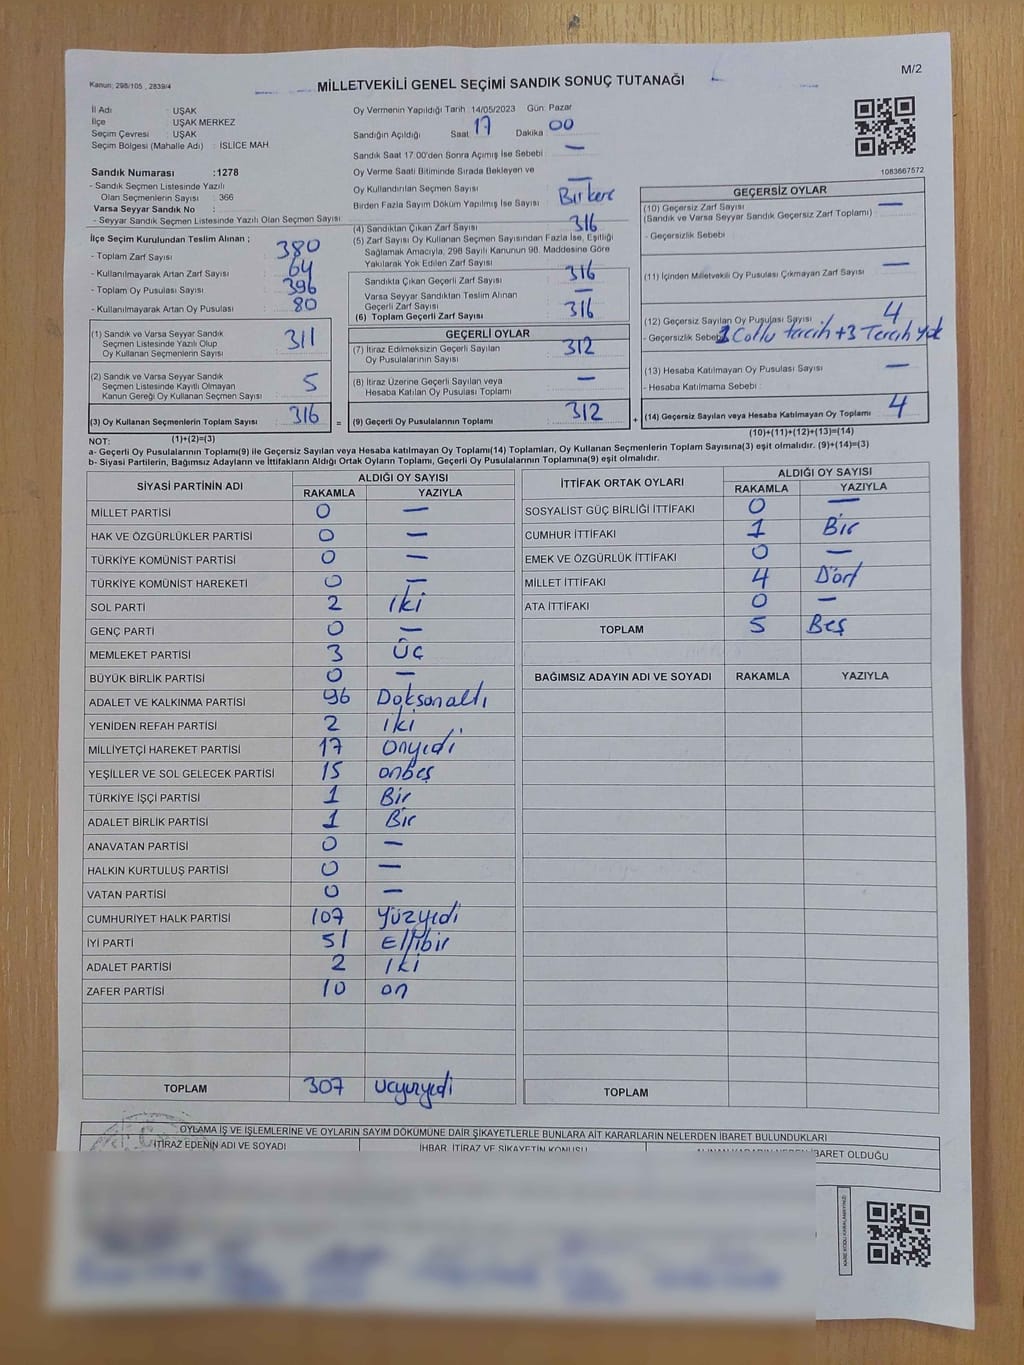 Kanun; 298/105 , 2839/4
MİLLETVEKİLİ GENEL SEÇİMİ SANDIK SONUÇ TUTANAĞI
M/2
İl Adı : UŞAK
İlçe : UŞAK MERKEZ
Seçim Çevresi : UŞAK
Seçim Bölgesi (Mahalle Adı) : ISLİCE MAH
Sandık Numarası :1278
- Sandık Seçmen Listesinde Yazılı
Olan Seçmenlerin Sayısı : 366
Varsa Seyyar Sandık No :
- Seyyar Sandık Seçmen Listesinde Yazılı Olan Seçmen Sayısı :
Oy Vermenin Yapıldığı Tarih 14/05/2023 Gün: Pazar
Sandığın Açıldığı Saat 17 Dakika 00
Sandık Saat 17:00'den Sonra Açımış İse Sebebi : —
Oy Verme Saati Bitiminde Sırada Bekleyen ve
Oy Kullandırılan Seçmen Sayısı : —
Birden Fazla Sayım Döküm Yapılmış İse Sayısı : Bir kere
1083667572
İlçe Seçim Kurulundan Teslim Alınan ;
- Toplam Zarf Sayısı : 380
- Kullanılmayarak Artan Zarf Sayısı : 64
- Toplam Oy Pusulası Sayısı : 396
- Kullanılmayarak Artan Oy Pusulası : 80
(1) Sandık ve Varsa Seyyar Sandık
Seçmen Listesinde Yazılı Olup
Oy Kullanan Seçmenlerin Sayısı : 311
(2) Sandık ve Varsa Seyyar Sandık
Seçmen Listesinde Kayıtlı Olmayan
Kanun Gereği Oy Kullanan Seçmen Sayısı : 5
(3) Oy Kullanan Seçmenlerin Toplam Sayısı : 316
(4) Sandıktan Çıkan Zarf Sayısı : 316
(5) Zarf Sayısı Oy Kullanan Seçmen Sayısından Fazla İse, Eşitliği
Sağlamak Amacıyla, 298 Sayılı Kanunun 98. Maddesine Göre
Yakılarak Yok Edilen Zarf Sayısı :
Sandıkta Çıkan Geçerli Zarf Sayısı : 316
Varsa Seyyar Sandıktan Teslim Alınan
Geçerli Zarf Sayısı : —
(6) Toplam Geçerli Zarf Sayısı : 316
GEÇERLİ OYLAR
(7) İtiraz Edilmeksizin Geçerli Sayılan
Oy Pusulalarının Sayısı : 312
(8) İtiraz Üzerine Geçerli Sayılan veya
Hesaba Katılan Oy Pusulası Toplamı : —
= (9) Geçerli Oy Pusulalarının Toplamı : 312
GEÇERSİZ OYLAR
(10) Geçersiz Zarf Sayısı : —
(Sandık ve Varsa Seyyar Sandık Geçersiz Zarf Toplamı)
- Geçersizlik Sebebi :
(11) İçinden Milletvekili Oy Pusulası Çıkmayan Zarf Sayısı : —
(12) Geçersiz Sayılan Oy Pusulası Sayısı : 4
- Geçersizlik Sebebi : tercih +3 Tercih yok
(13) Hesaba Katılmayan Oy Pusulası Sayısı : —
- Hesaba Katılmama Sebebi :
+ (14) Geçersiz Sayılan veya Hesaba Katılmayan Oy Toplamı : 4
NOT: (1)+(2)=(3)
(10)+(11)+(12)+(13)=(14)
a- Geçerli Oy Pusulalarının Toplamı(9) ile Geçersiz Sayılan veya Hesaba katılmayan Oy Toplamı(14) Toplamları, Oy Kullanan Seçmenlerin Toplam Sayısına(3) eşit olmalıdır. (9)+(14)=(3)
b- Siyasi Partilerin, Bağımsız Adayların ve İttifakların Aldığı Ortak Oyların Toplamı, Geçerli Oy Pusulalarının Toplamına(9) eşit olmalıdır.
SİYASİ PARTİNİN ADI ALDIĞI OY SAYISI
RAKAMLA YAZIYLA
MİLLET PARTİSİ 0 —
HAK VE ÖZGÜRLÜKLER PARTİSİ 0 —
TÜRKİYE KOMÜNİST PARTİSİ 0 —
TÜRKİYE KOMÜNİST HAREKETİ 0 —
SOL PARTİ 2 iki
GENÇ PARTİ 0 —
MEMLEKET PARTİSİ 3 Üç
BÜYÜK BİRLİK PARTİSİ 0 —
ADALET VE KALKINMA PARTİSİ 96 Doksanaltı
YENİDEN REFAH PARTİSİ 2 iki
MİLLİYETÇİ HAREKET PARTİSİ 17 Onyedi
YEŞİLLER VE SOL GELECEK PARTİSİ 15 onbeş
TÜRKİYE İŞÇİ PARTİSİ 1 Bir
ADALET BİRLİK PARTİSİ 1 Bir
ANAVATAN PARTİSİ 0 —
HALKIN KURTULUŞ PARTİSİ 0 —
VATAN PARTİSİ 0 —
CUMHURİYET HALK PARTİSİ 107 Yüzyedi
İYİ PARTİ 51 Ellibir
ADALET PARTİSİ 2 iki
ZAFER PARTİSİ 10 on
TOPLAM 307 ucyuzyedi
İTTİFAK ORTAK OYLARI ALDIĞI OY SAYISI
RAKAMLA YAZIYLA
SOSYALİST GÜÇ BİRLİĞİ İTTİFAKI 0 —
CUMHUR İTTİFAKI 1 Bir
EMEK VE ÖZGÜRLÜK İTTİFAKI 0 —
MİLLET İTTİFAKI 4 Dört
ATA İTTİFAKI 0 —
TOPLAM 5 Beş
BAĞIMSIZ ADAYIN ADI VE SOYADI RAKAMLA YAZIYLA
TOPLAM
OYLAMA İŞ VE İŞLEMLERİNE VE OYLARIN SAYIM DÖKÜMÜNE DAİR ŞİKAYETLERLE BUNLARA AİT KARARLARIN NELERDEN İBARET BULUNDUKLARI
İTİRAZ EDENİN ADI VE SOYADI İHBAR, İTİRAZ VE ŞİKAYETİN KONUSU İBARET OLDUĞU